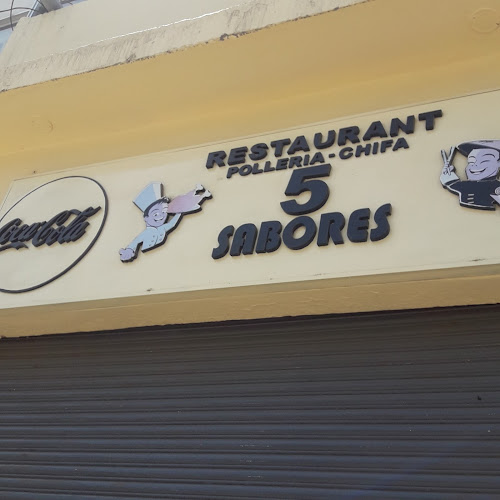 Coca-Cola
RESTAURANT
POLLERIA - CHIFA
5
SABORES